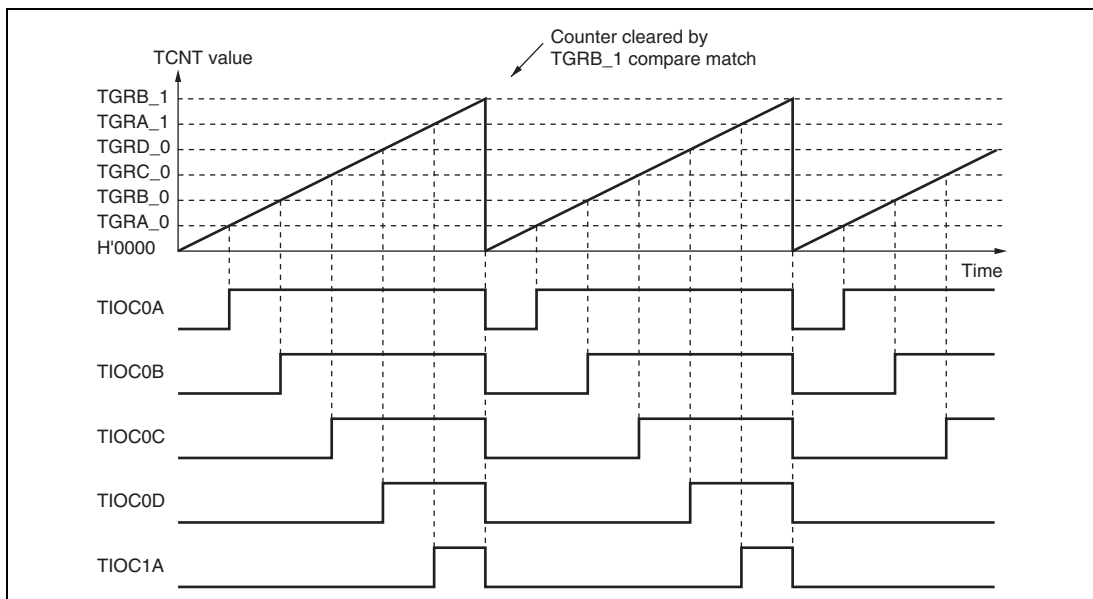 Counter cleared by
TGRB_1 compare match
TCNT value
TGRB_1
TGRA_1
TGRD_0
TGRC_0
TGRB_0
TGRA_0
H'0000
Time
TIOC0A
TIOC0B
TIOC0C
TIOC0D
TIOC1A